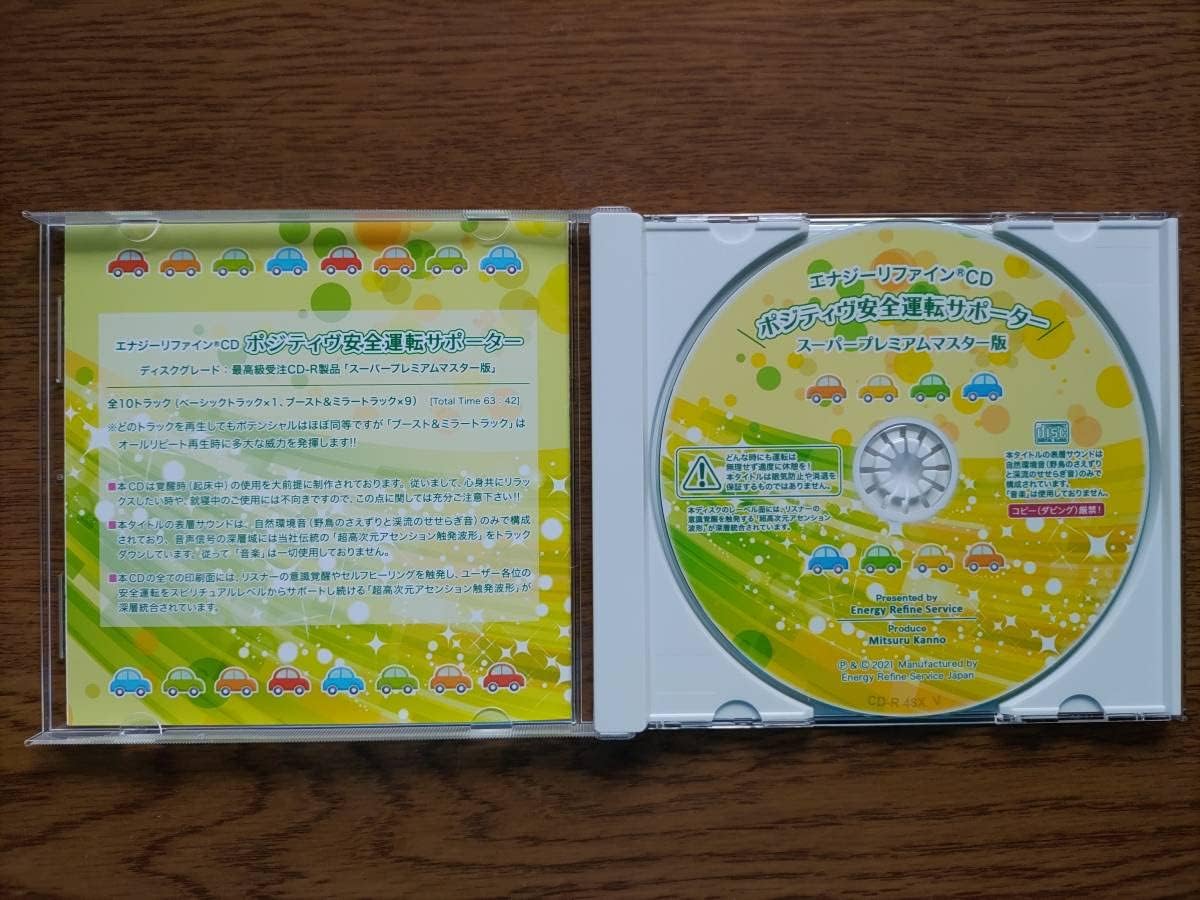 エナジーリファイン®CD ポジティヴ安全運転サポーター
ディスクグレード：最高級受注CD-R製品「スーパープレミアムマスター版」
全10トラック（ベーシックトラック×1、ブースト&ミラートラック×9） [Total Time 63：42]
※どのトラックを再生してもポテンシャルはほぼ同等ですが「ブースト&ミラートラック」は
オールリピート再生時に多大な威力を発揮します!!
■本CDは覚醒時（起床中）の使用を大前提に制作されております。従いまして、心身共にリラッ
クスしたい時や、就寝中のご使用には不向きですので、この点に関しては充分ご注意下さい!!
■本タイトルの表層サウンドは、自然環境音（野鳥のさえずりと渓流のせせらぎ音）のみで構成
されており、音声信号の深層域には当社伝統の「超高次元アセンション触発波形」をトラック
ダウンしています。従って「音楽」は一切使用しておりません。
■本CDの全ての印刷面には、リスナーの意識覚醒やセルフヒーリングを触発し、ユーザー各位の
安全運転をスピリチュアルレベルからサポートし続ける「超高次元アセンション触発波形」が
深層統合されています。
エナジーリファイン®CD
ポジティヴ安全運転サポーター
スーパープレミアムマスター版
どんな時にも運転は
無理せず適度に休憩を！
本タイトルは眠気防止や渦遏を
保証するものではありません。
本ディスクのレーベル面には、リスナーの
意識覚醒を触発する「超高次元アセンション
波形」が深層統合されています。
disc
DIGITAL AUDIO
本タイトルの表層サウンドは
自然環境音（野鳥のさえずり
と渓流のせせらぎ音）のみで
構成されています。
「音楽」は使用しておりません。
コピー（ダビング）厳禁！
Presented by
Energy Refine Service
Produce
Mitsuru Kanno
℗ & © 2021 Manufactured by
Energy Refine Service Japan
CD-R 48X V